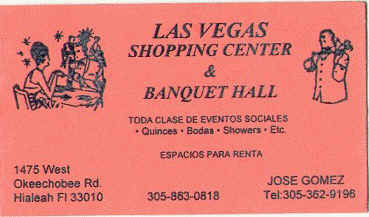 LAS VEGAS
SHOPPING CENTER
&
BANQUET HALL
TODA CLASE DE EVENTOS SOCIALES
• Quinces • Bodas • Showers • Etc.
ESPACIOS PARA RENTA
1475 West
Okeechobee Rd.
Hialeah Fl 33010
305-863-0818
JOSE GOMEZ
Tel:305-362-9196